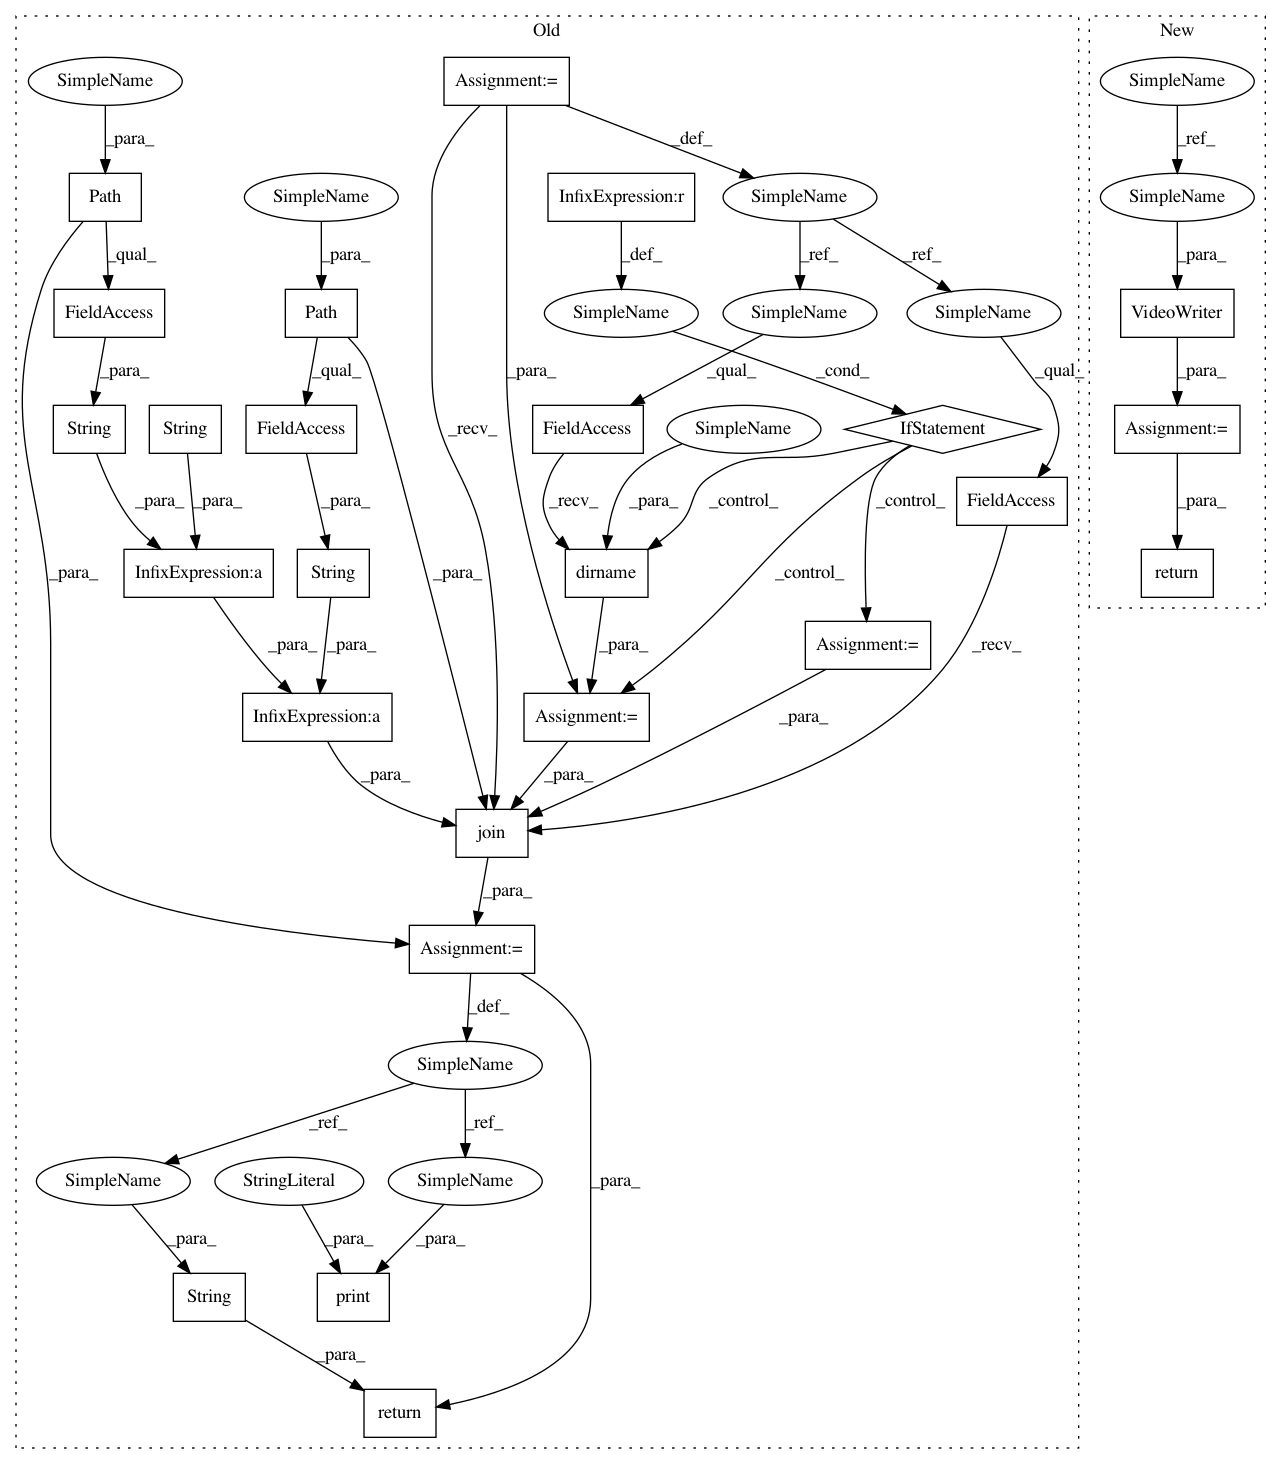 Old
New
SimpleName
Assignment:=
SimpleName
_para_
_def_
_ref_
Path
SimpleName
InfixExpression:r
SimpleName
SimpleName
_qual_
_para_
_def_
_ref_
_ref_
_para_
FieldAccess
Path
SimpleName
SimpleName
SimpleName
VideoWriter
_para_
_qual_
_para_
_qual_
_cond_
_qual_
_para_
String
String
FieldAccess
_recv_
FieldAccess
SimpleName
IfStatement
Assignment:=
_para_
_para_
_para_
_recv_
_para_
_control_
_control_
FieldAccess
_para_
InfixExpression:a
String
_para_
_para_
dirname
_control_
return
_para_
_para_
_para_
Assignment:=
_recv_
InfixExpression:a
Assignment:=
_para_
_para_
_para_
join
_para_
Assignment:=
_def_
SimpleName
_ref_
_ref_
SimpleName
StringLiteral
SimpleName
_para_
_para_
_para_
_para_
String
print
_para_
return